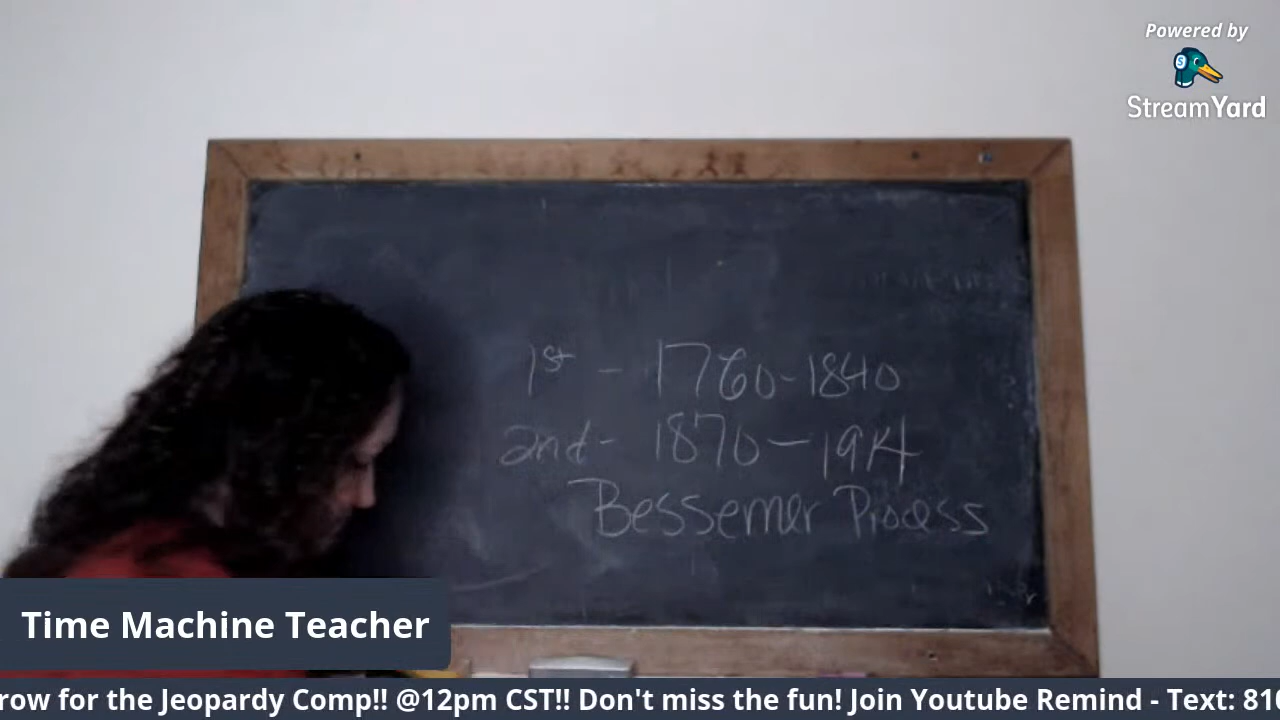 Powered by
StreamYard
1st - 1760-1840
2nd- 1870-1914
Bessemer Process
Time Machine Teacher
row for the Jeopardy Comp!! @12pm CST!! Don't miss the fun! Join Youtube Remind - Text: 810